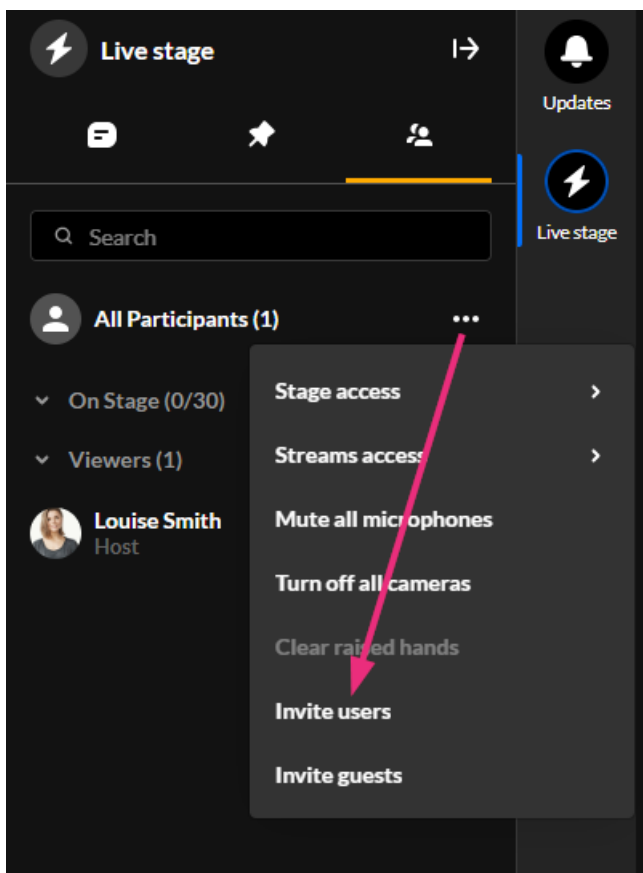 Live stage
Updates
Live stage
Search
All Participants (1)
On Stage (0/30)
Viewers (1)
Louise Smith
Host
Stage access
Streams access
Mute all microphones
Turn off all cameras
Clear raised hands
Invite users
Invite guests